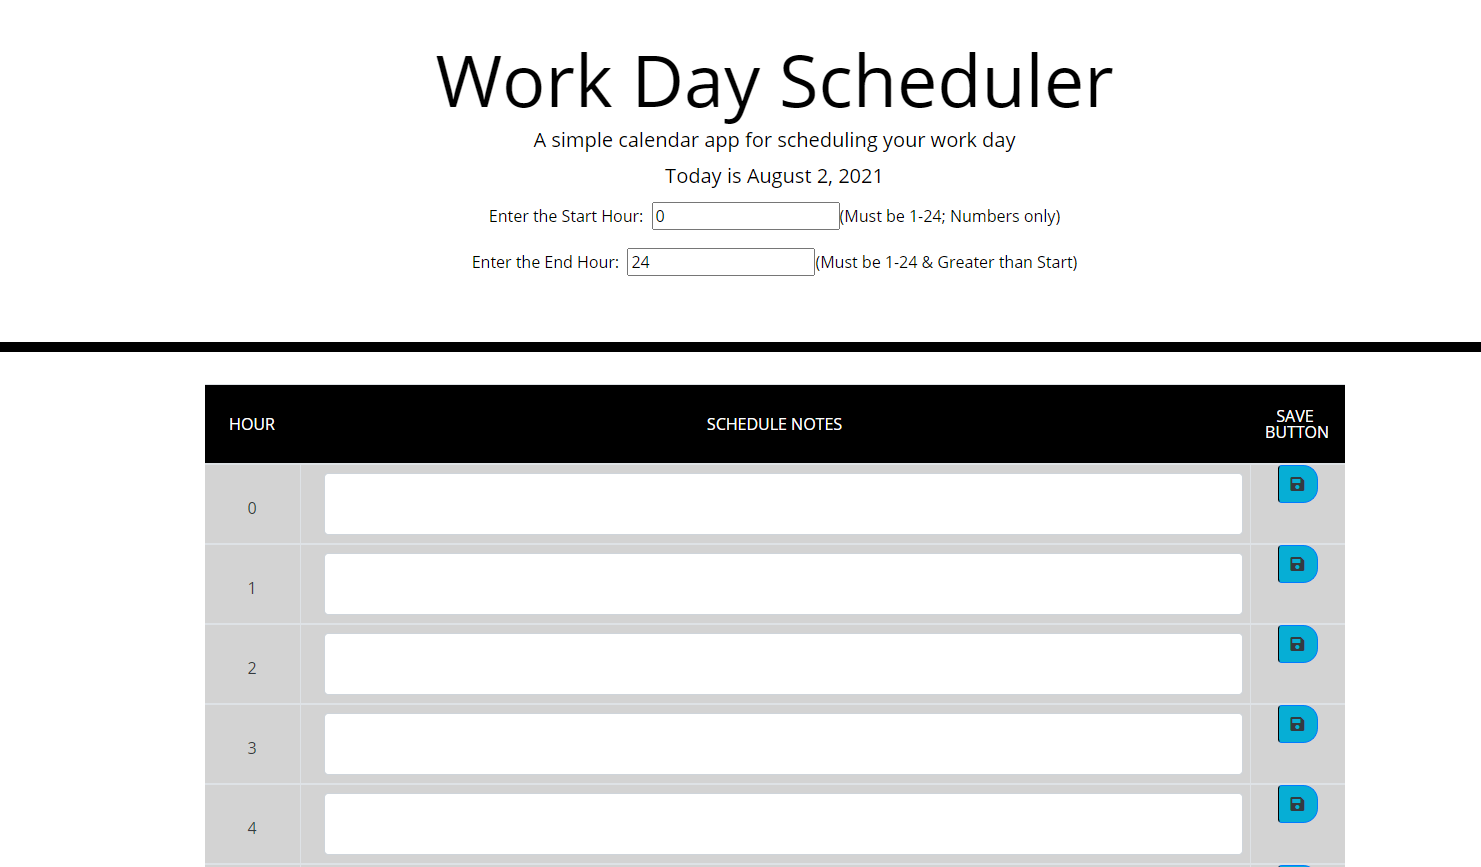 Work Day Scheduler
A simple calendar app for scheduling your work day
Today is August 2, 2021
Enter the Start Hour: 0 (Must be 1-24; Numbers only)
Enter the End Hour: 24 (Must be 1-24 & Greater than Start)
HOUR SCHEDULE NOTES SAVE
BUTTON
0
1
2
3
4